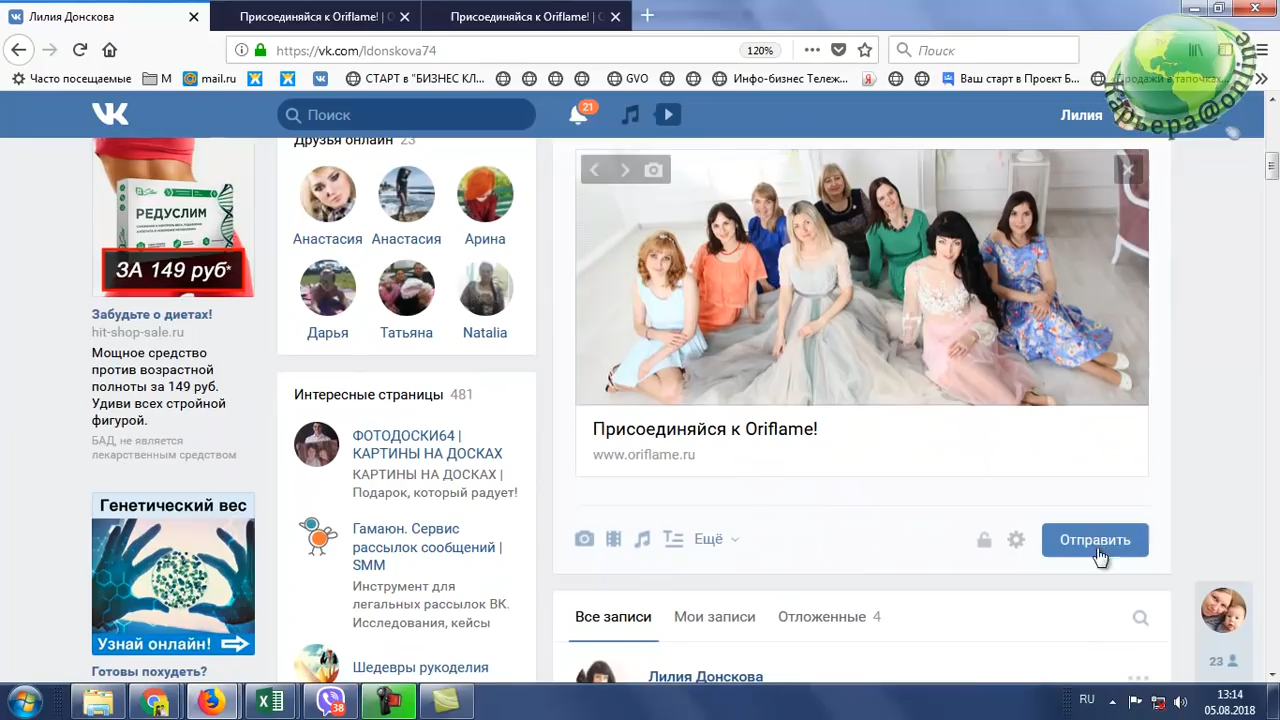 Лилия Донскова
Присоединяйся к Oriflame! | O
Присоединяйся к Oriflame! | O
https://vk.com/ldonskova74
120%
Поиск
Часто посещаемые
М
mail.ru
СТАРТ в "БИЗНЕС КЛ...
GVO
Инфо-бизнес Тележ...
Ваш старт в Проект Б...
Продажи в тапочках...
карьера@online
Поиск
21
Лилия
РЕДУСЛИМ
ЗА 149 руб*
Забудьте о диетах!
hit-shop-sale.ru
Мощное средство
против возрастной
полноты за 149 руб.
Удиви всех стройной
фигурой.
БАД, не является
лекарственным средством
Генетический вес
Узнай онлайн!
Готовы похудеть?
Друзья онлайн 23
Анастасия
Анастасия
Арина
Дарья
Татьяна
Natalia
Интересные страницы 481
ФОТОДОСКИ64 |
КАРТИНЫ НА ДОСКАХ
КАРТИНЫ НА ДОСКАХ |
Подарок, который радует!
Гамаюн. Сервис
рассылок сообщений |
SMM
Инструмент для
легальных рассылок ВК.
Исследования, кейсы
Шедевры рукоделия
Присоединяйся к Oriflame!
www.oriflame.ru
Ещё
Отправить
Все записи
Мои записи
Отложенные 4
Лилия Донскова
23
38
RU
13:14
05.08.2018